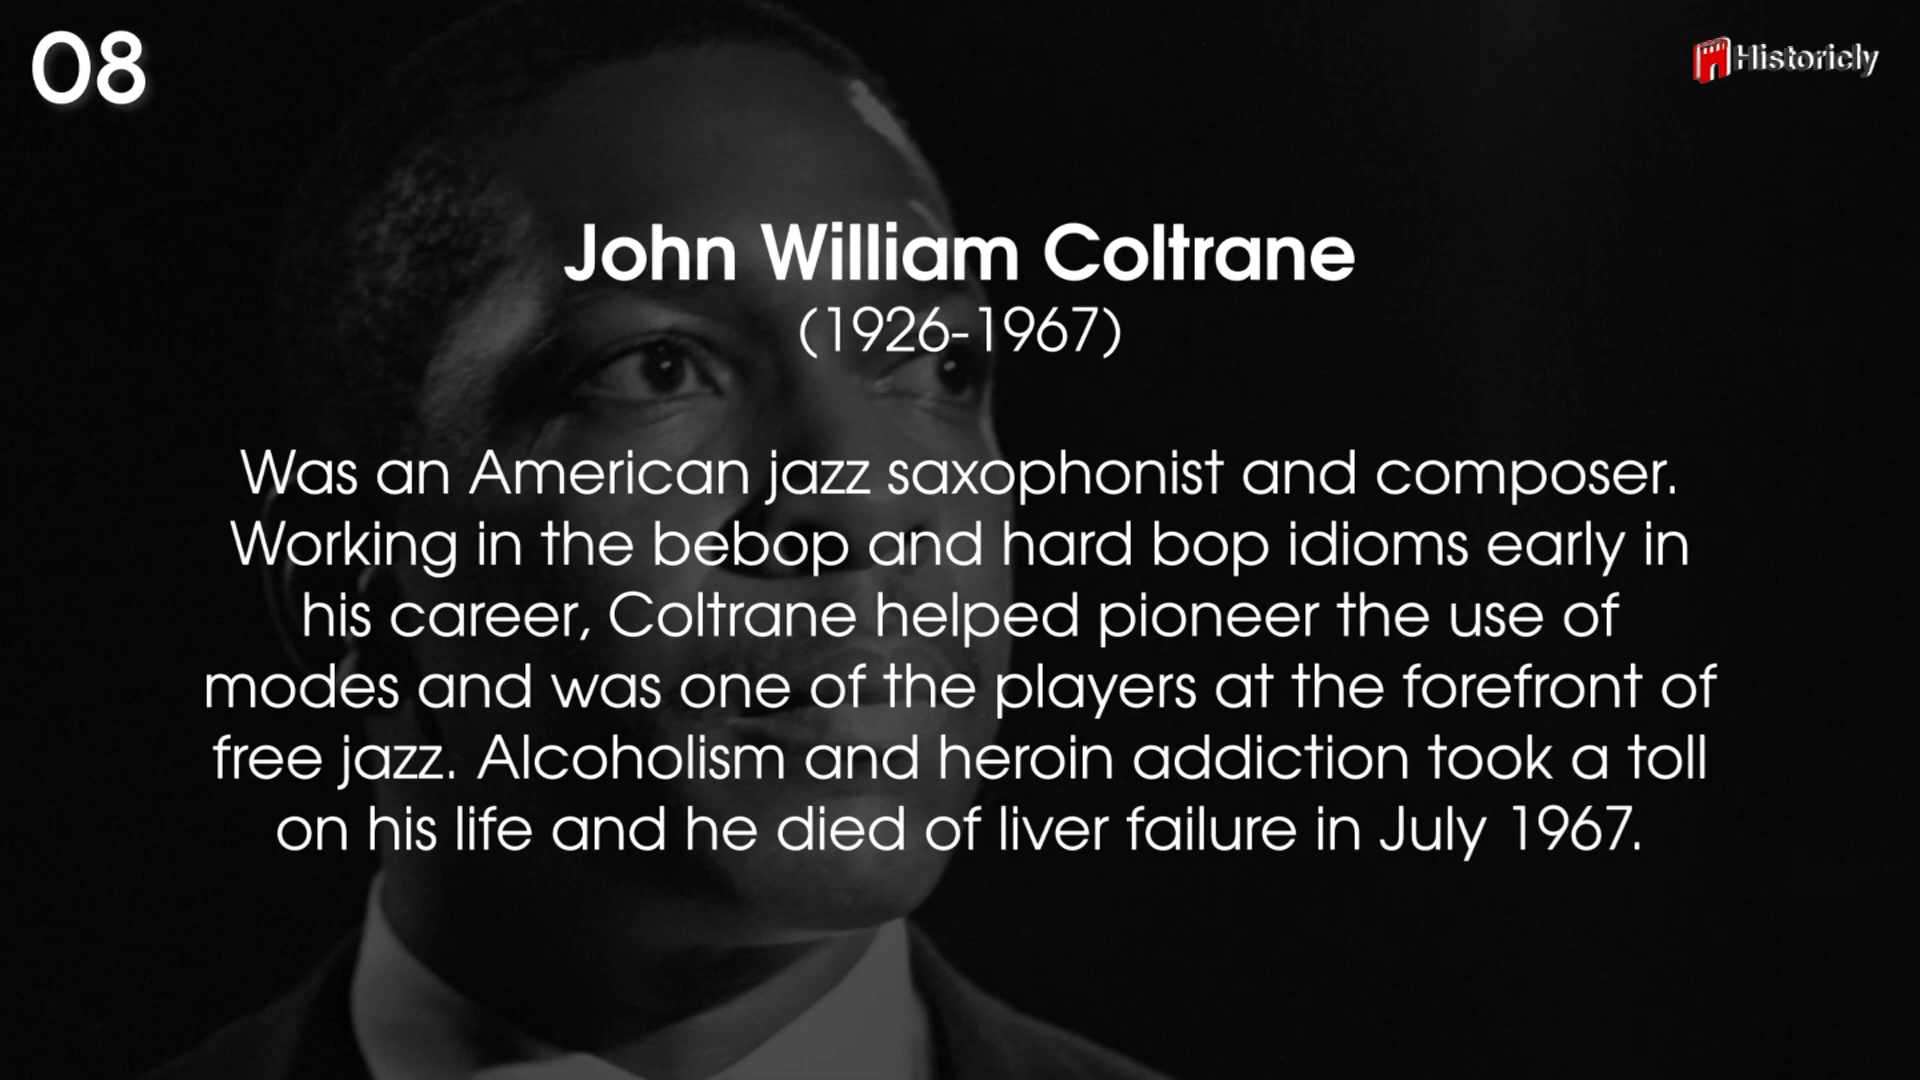 08
Historicly
John William Coltrane
(1926-1967)
Was an American jazz saxophonist and composer.
Working in the bebop and hard bop idioms early in
his career, Coltrane helped pioneer the use of
modes and was one of the players at the forefront of
free jazz. Alcoholism and heroin addiction took a toll
on his life and he died of liver failure in July 1967.